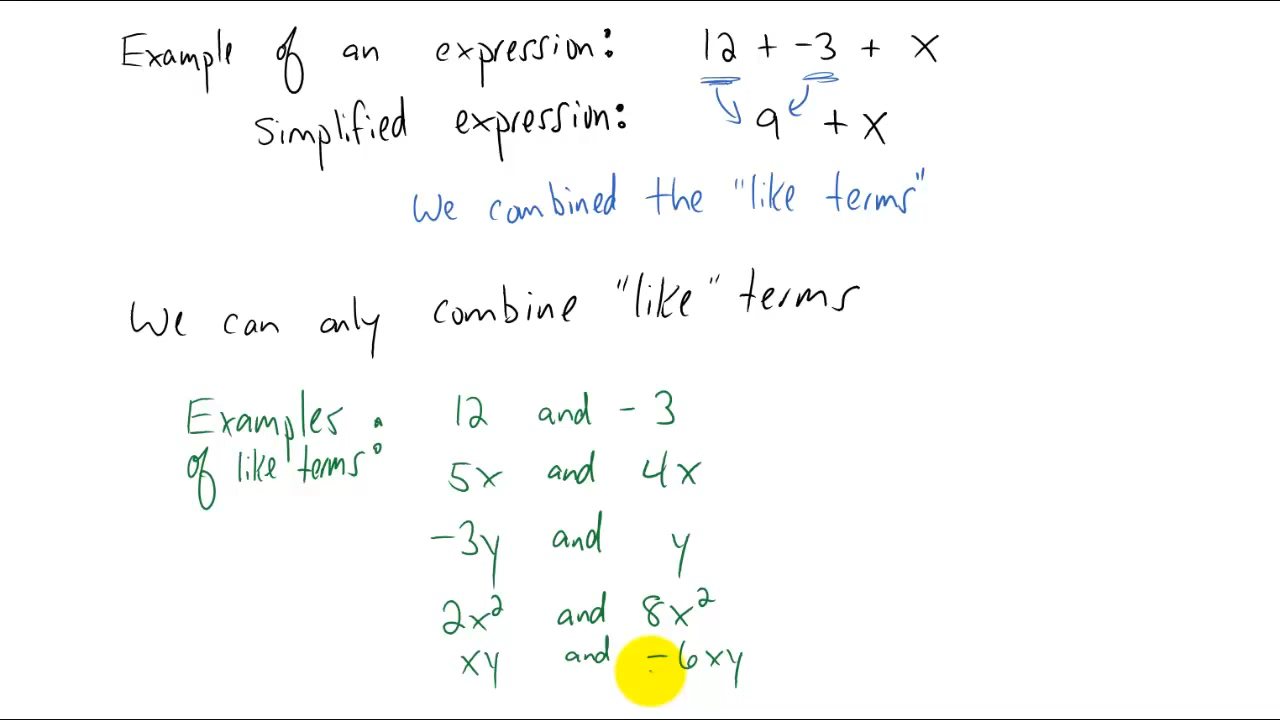 Example of an expression: 12 + -3 + x
Simplified expression: 9 + x
We combined the "like terms"
We can only combine "like" terms
Examples of like terms: 12 and -3
5x and 4x
-3y and y
2x² and 8x²
xy and -6xy